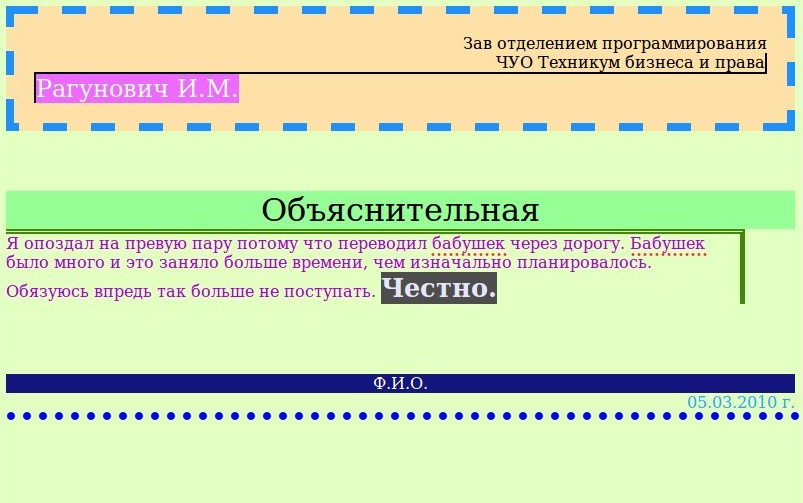 Зав отделением программирования
ЧУО Техникум бизнеса и права
Рагунович И.М.
Объяснительная
Я опоздал на превую пару потому что переводил бабушек через дорогу. Бабушек
было много и это заняло больше времени, чем изначально планировалось.
Обязуюсь впредь так больше не поступать. Честно.
Ф.И.О.
05.03.2010 г.